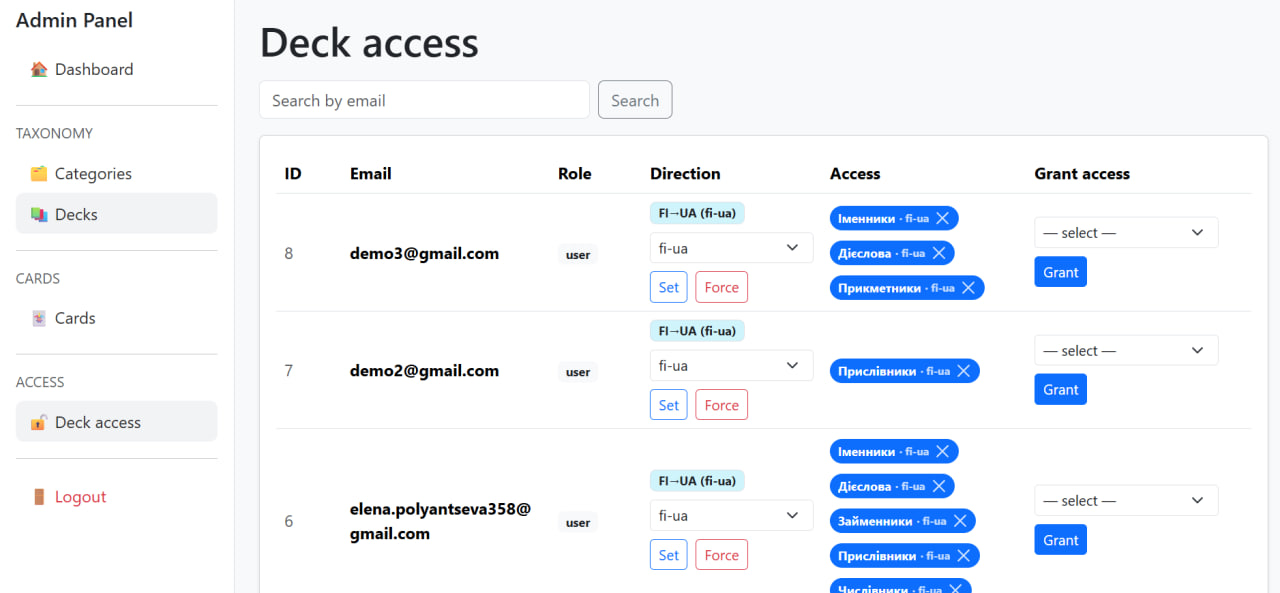 Admin Panel
Dashboard
TAXONOMY
Categories
Decks
CARDS
Cards
ACCESS
Deck access
Logout
Deck access
Search by email
Search
ID Email Role Direction Access Grant access
8 demo3@gmail.com user
FI→UA (fi-ua)
fi-ua
Set Force
Іменники · fi-ua
Дієслова · fi-ua
Прикметники · fi-ua
— select —
Grant
7 demo2@gmail.com user
FI→UA (fi-ua)
fi-ua
Set Force
Прислівники · fi-ua
— select —
Grant
6 elena.polyantseva358@
gmail.com
user
FI→UA (fi-ua)
fi-ua
Set Force
Іменники · fi-ua
Дієслова · fi-ua
Займенники · fi-ua
Прислівники · fi-ua
Числівники · fi-ua
— select —
Grant